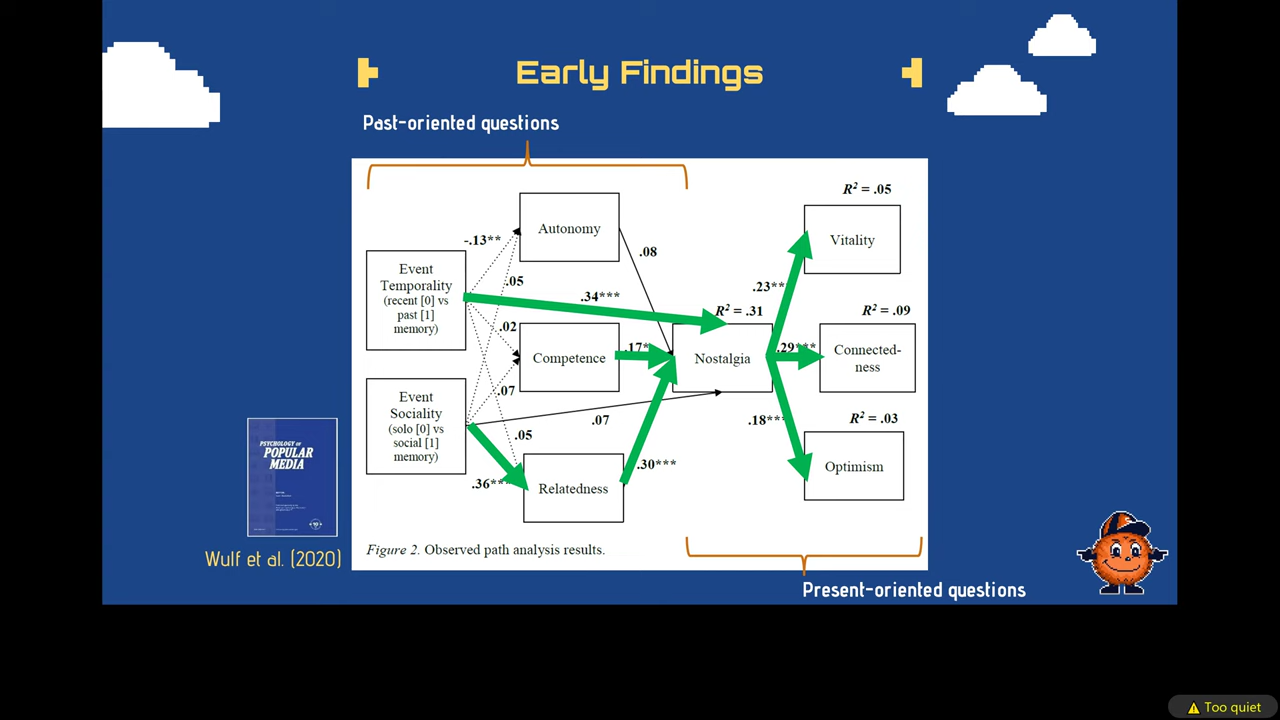 Early Findings
Past-oriented questions
R² = .05
Autonomy
Vitality
-.13**
.08
Event
Temporality
(recent [0] vs
past [1]
memory)
.05
.34***
.23**
R² = .31
R² = .09
.02
Competence
.17*
Nostalgia
.29***
Connected-
ness
.07
Event
Sociality
(solo [0] vs
social [1]
memory)
.07
.18***
R² = .03
.05
.30***
Optimism
.36**
Relatedness
PSYCHOLOGY OF
POPULAR
MEDIA
Figure 2. Observed path analysis results.
Wulf et al. (2020)
Present-oriented questions
Too quiet